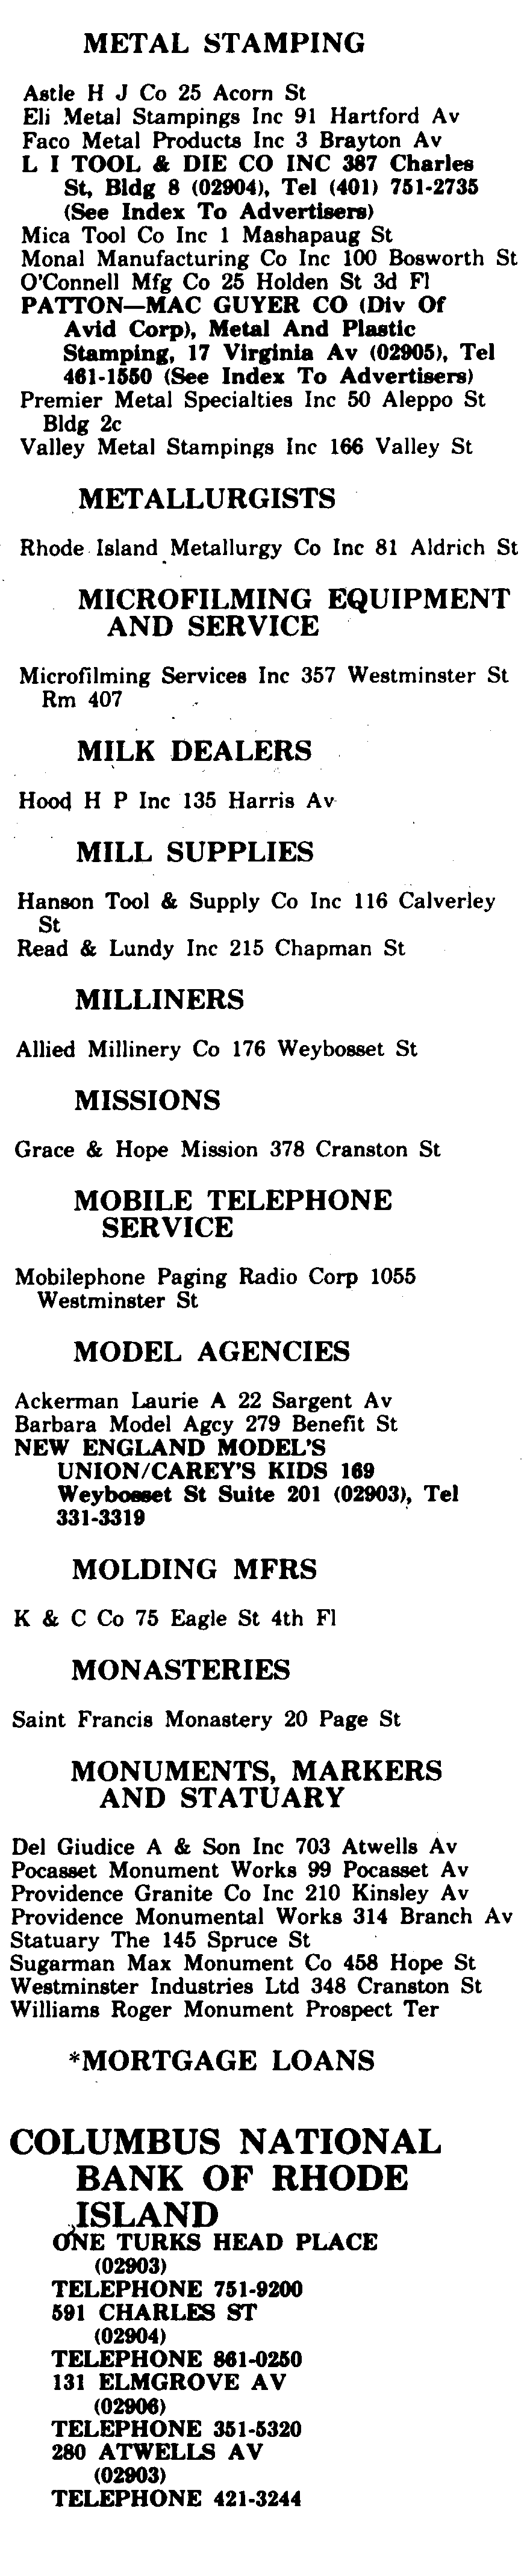 METAL STAMPING
Astle H J Co 25 Acorn St
Eli Metal Stampings Inc 91 Hartford Av
Faco Metal Products Inc 3 Brayton Av
L I TOOL & DIE CO INC 387 Charles
St, Bldg 8 (02904), Tel (401) 751-2735
(See Index To Advertisers)
Mica Tool Co Inc 1 Mashapaug St
Monal Manufacturing Co Inc 100 Bosworth St
O'Connell Mfg Co 25 Holden St 3d Fl
PATTON—MAC GUYER CO (Div Of
Avid Corp), Metal And Plastic
Stamping, 17 Virginia Av (02905), Tel
461-1550 (See Index To Advertisers)
Premier Metal Specialties Inc 50 Aleppo St
Bldg 2c
Valley Metal Stampings Inc 166 Valley St
METALLURGISTS
Rhode Island Metallurgy Co Inc 81 Aldrich St
MICROFILMING EQUIPMENT
AND SERVICE
Microfilming Services Inc 357 Westminster St
Rm 407
MILK DEALERS
Hood H P Inc 135 Harris Av
MILL SUPPLIES
Hanson Tool & Supply Co Inc 116 Calverley
St
Read & Lundy Inc 215 Chapman St
MILLINERS
Allied Millinery Co 176 Weybosset St
MISSIONS
Grace & Hope Mission 378 Cranston St
MOBILE TELEPHONE
SERVICE
Mobilephone Paging Radio Corp 1055
Westminster St
MODEL AGENCIES
Ackerman Laurie A 22 Sargent Av
Barbara Model Agcy 279 Benefit St
NEW ENGLAND MODEL'S
UNION/CAREY'S KIDS 169
Weybosset St Suite 201 (02903), Tel
331-3319
MOLDING MFRS
K & C Co 75 Eagle St 4th Fl
MONASTERIES
Saint Francis Monastery 20 Page St
MONUMENTS, MARKERS
AND STATUARY
Del Giudice A & Son Inc 703 Atwells Av
Pocasset Monument Works 99 Pocasset Av
Providence Granite Co Inc 210 Kinsley Av
Providence Monumental Works 314 Branch Av
Statuary The 145 Spruce St
Sugarman Max Monument Co 458 Hope St
Westminster Industries Ltd 348 Cranston St
Williams Roger Monument Prospect Ter
*MORTGAGE LOANS
COLUMBUS NATIONAL
BANK OF RHODE
ISLAND
ONE TURKS HEAD PLACE
(02903)
TELEPHONE 751-9200
591 CHARLES ST
(02904)
TELEPHONE 861-0250
131 ELMGROVE AV
(02906)
TELEPHONE 351-5320
280 ATWELLS AV
(02903)
TELEPHONE 421-3244